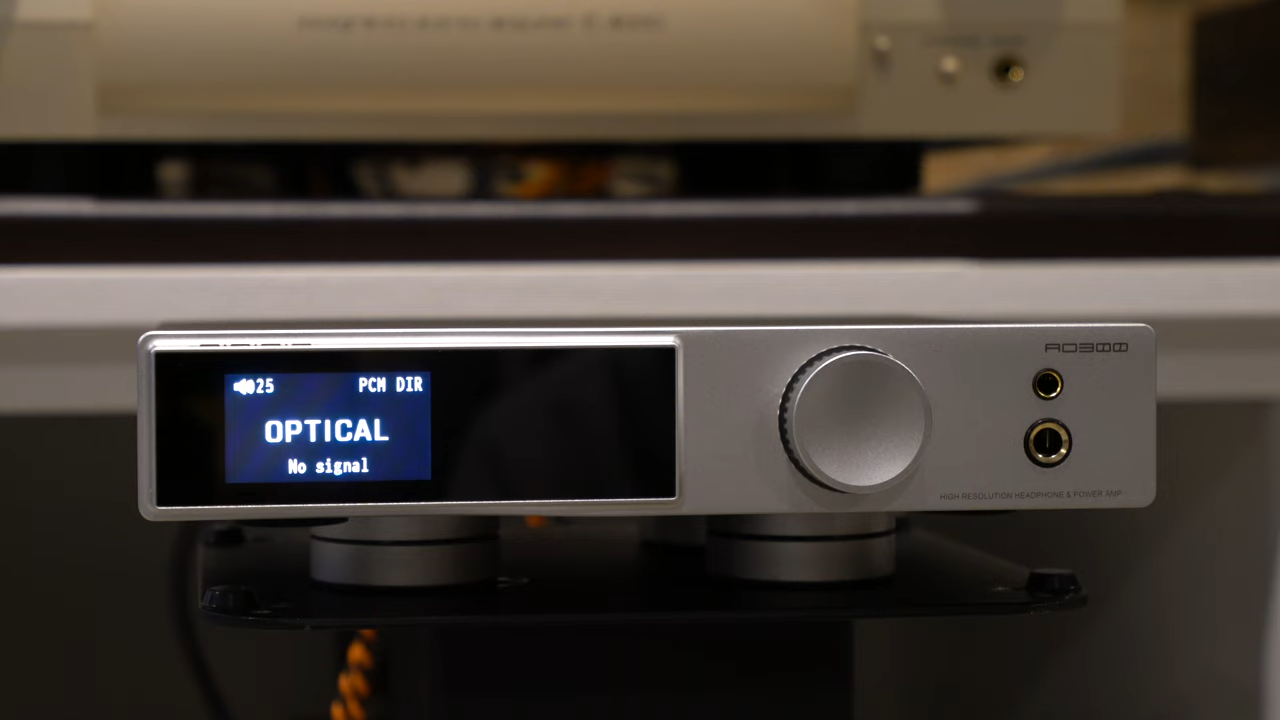 25 PCM DIR
OPTICAL
No signal
AD300
HIGH RESOLUTION HEADPHONE & POWER AMP